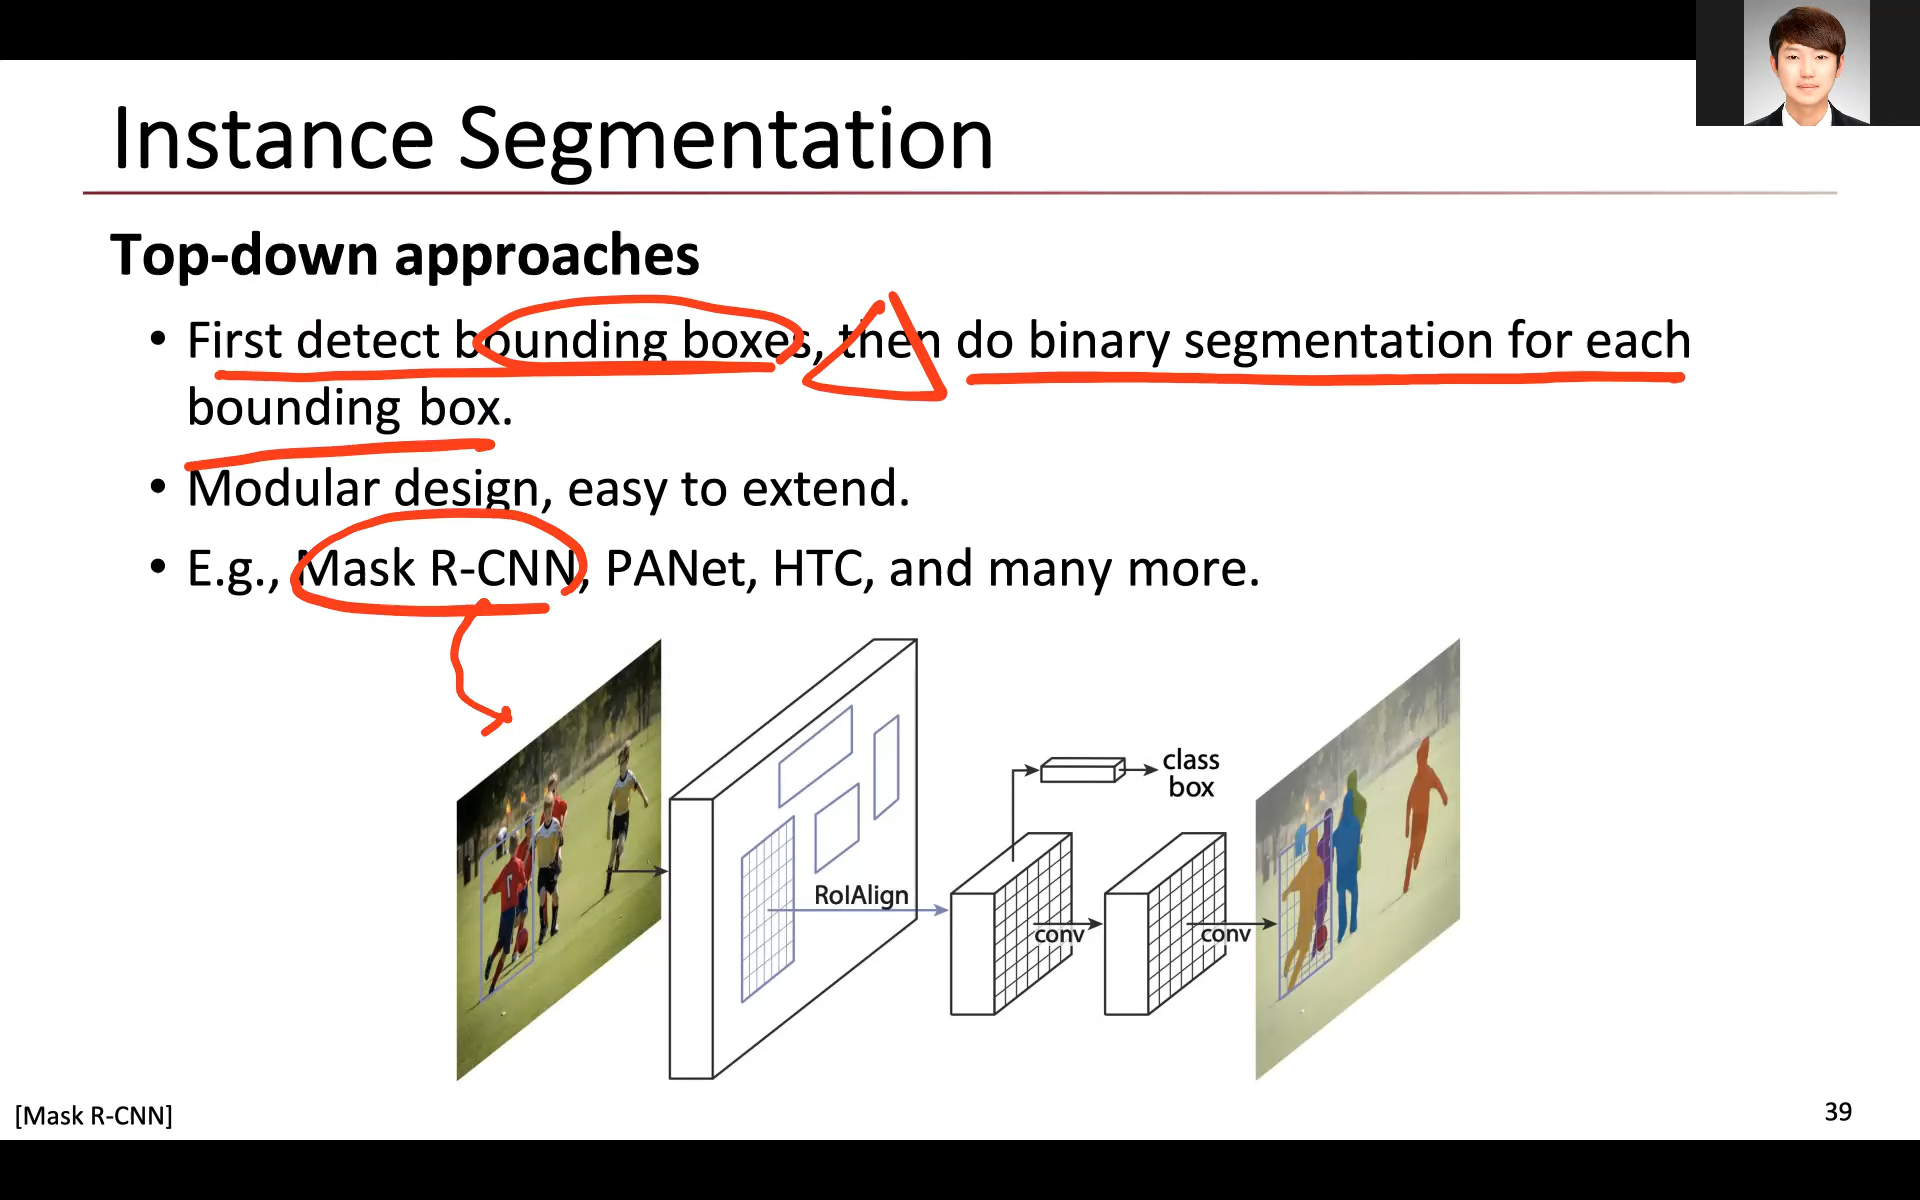 Instance Segmentation
Top-down approaches
• First detect bounding boxes, then do binary segmentation for each
bounding box.
• Modular design, easy to extend.
• E.g., Mask R-CNN, PANet, HTC, and many more.
class
box
RoIAlign
conv
conv
[Mask R-CNN]
39